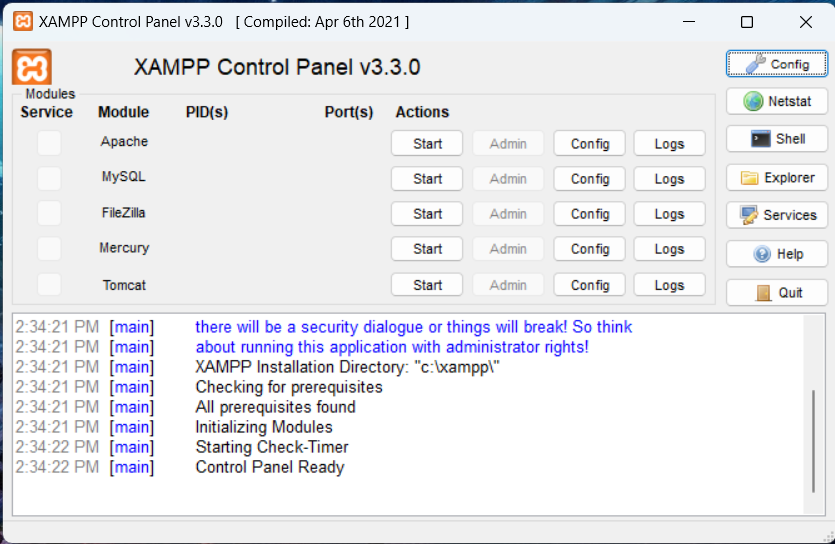 XAMPP Control Panel v3.3.0 [ Compiled: Apr 6th 2021 ]
XAMPP Control Panel v3.3.0
Config
Modules
Service Module PID(s) Port(s) Actions
Netstat
Apache Start Admin Config Logs
Shell
MySQL Start Admin Config Logs
Explorer
FileZilla Start Admin Config Logs
Services
Mercury Start Admin Config Logs
Help
Tomcat Start Admin Config Logs
Quit
2:34:21 PM [main] there will be a security dialogue or things will break! So think
2:34:21 PM [main] about running this application with administrator rights!
2:34:21 PM [main] XAMPP Installation Directory: "c:\xampp\"
2:34:21 PM [main] Checking for prerequisites
2:34:21 PM [main] All prerequisites found
2:34:21 PM [main] Initializing Modules
2:34:22 PM [main] Starting Check-Timer
2:34:22 PM [main] Control Panel Ready